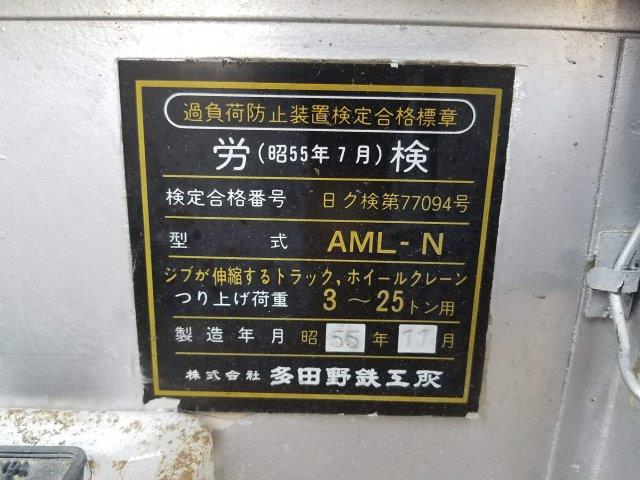 過負荷防止装置検定合格標章
労(昭55年7月)検
検定合格番号 日ク検第77094号
型式 AML-N
ジブが伸縮するトラック,ホイールクレーン
つり上げ荷重 3～25トン用
製造年月 昭55年11月
株式会社 多田野鉄工所